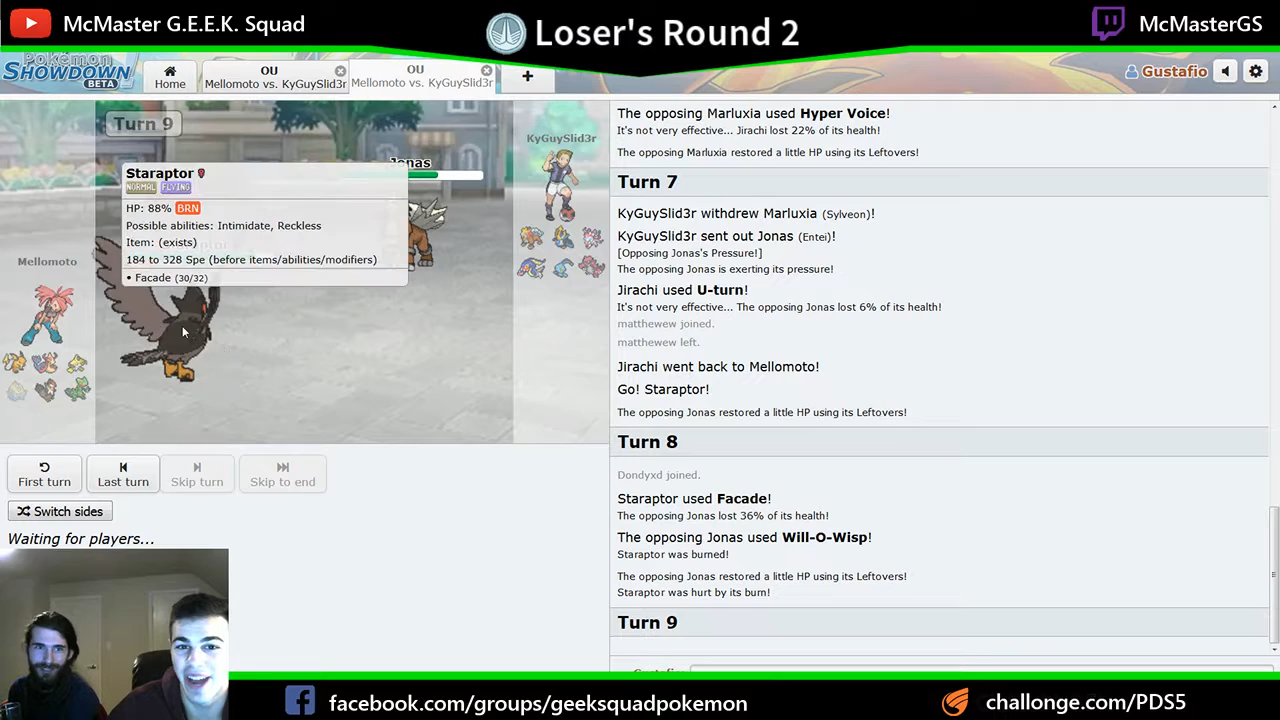 McMaster G.E.E.K. Squad
Loser's Round 2
McMasterGS
Pokémon
SHOWDOWN
BETA
Home
OU
Mellomoto vs. KyGuySlid3r
OU
Mellomoto vs. KyGuySlid3r
+
Gustafio
Turn 9
Jonas
KyGuySlid3r
Staraptor
NORMAL FLYING
HP: 88% BRN
Possible abilities: Intimidate, Reckless
Item: (exists)
184 to 328 Spe (before items/abilities/modifiers)
• Facade (30/32)
Mellomoto
First turn
Last turn
Skip turn
Skip to end
Switch sides
Waiting for players...
The opposing Marluxia used Hyper Voice!
It's not very effective... Jirachi lost 22% of its health!
The opposing Marluxia restored a little HP using its Leftovers!
Turn 7
KyGuySlid3r withdrew Marluxia (Sylveon)!
KyGuySlid3r sent out Jonas (Entei)!
[Opposing Jonas's Pressure!]
The opposing Jonas is exerting its pressure!
Jirachi used U-turn!
It's not very effective... The opposing Jonas lost 6% of its health!
matthewew joined.
matthewew left.
Jirachi went back to Mellomoto!
Go! Staraptor!
The opposing Jonas restored a little HP using its Leftovers!
Turn 8
Dondyxd joined.
Staraptor used Facade!
The opposing Jonas lost 36% of its health!
The opposing Jonas used Will-O-Wisp!
Staraptor was burned!
The opposing Jonas restored a little HP using its Leftovers!
Staraptor was hurt by its burn!
Turn 9
facebook.com/groups/geeksquadpokemon
challonge.com/PDS5